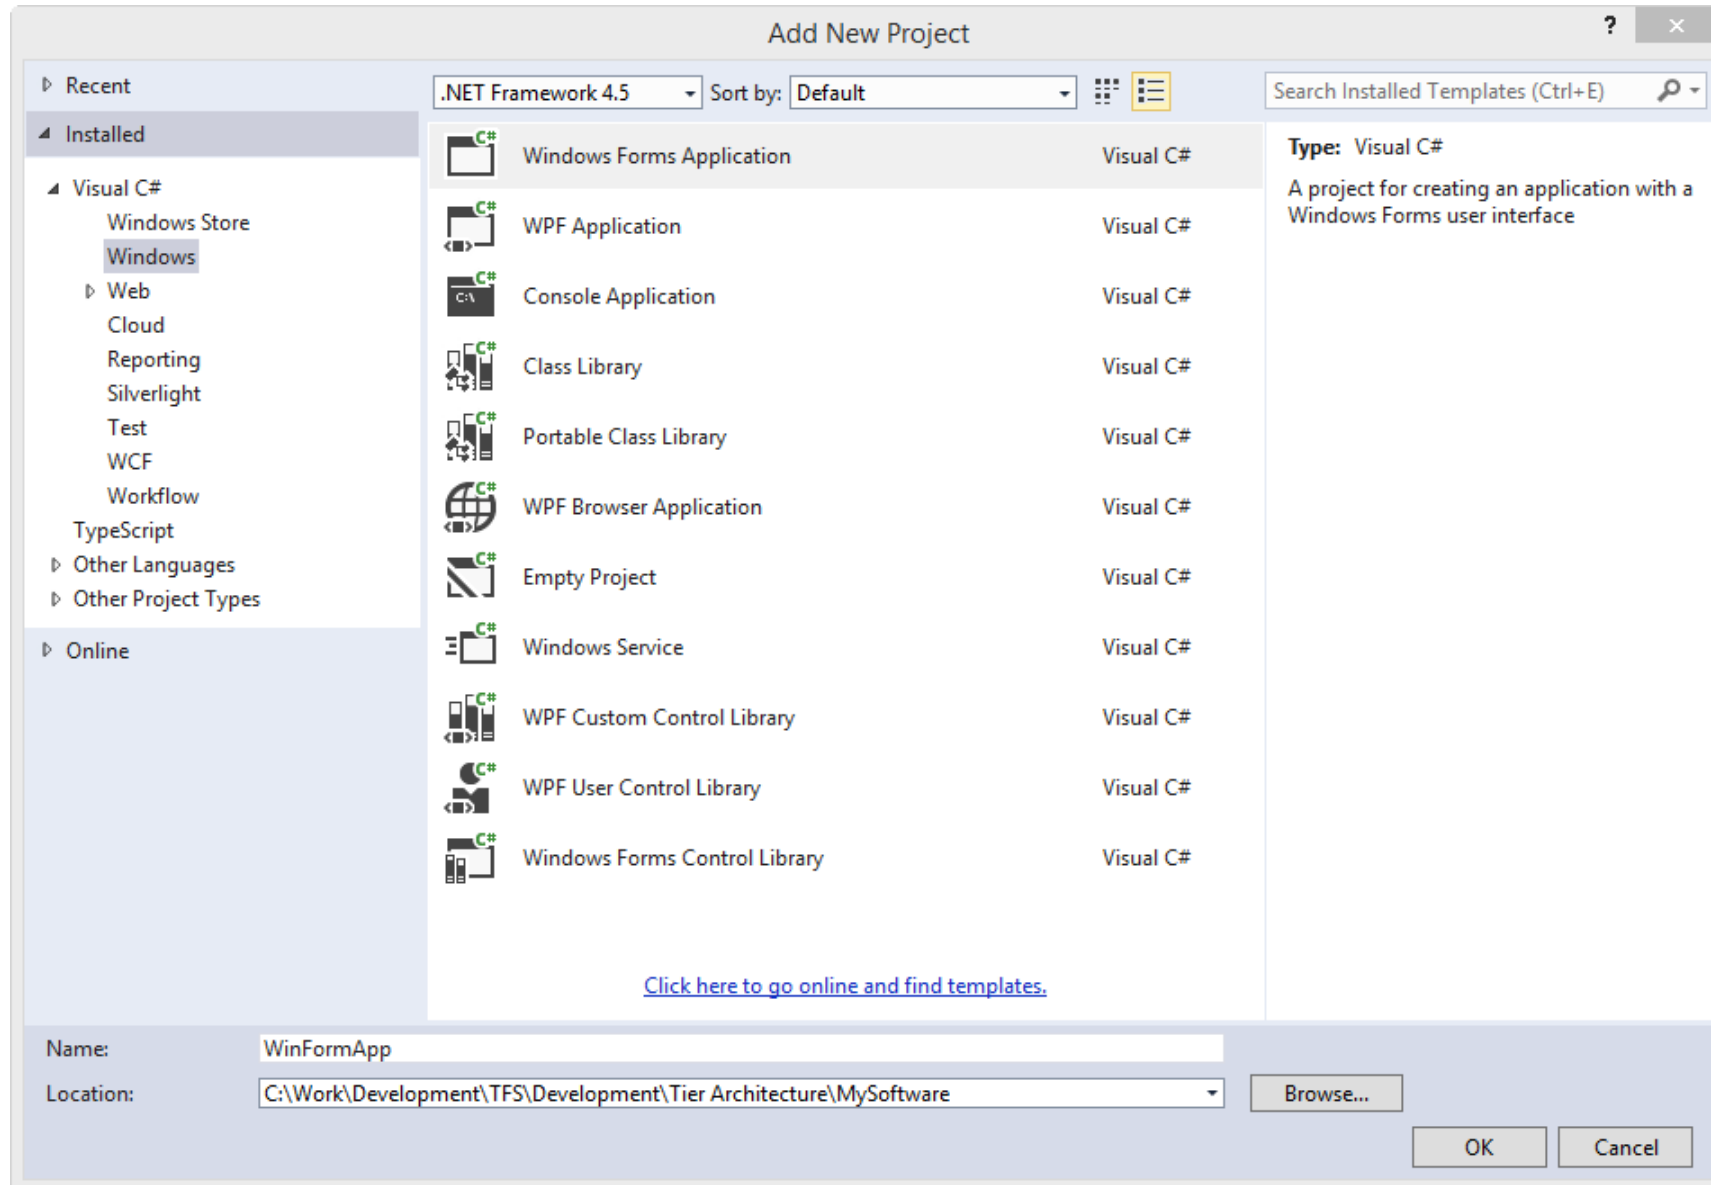 Add New Project
?
Recent
Installed
Visual C#
Windows Store
Windows
Web
Cloud
Reporting
Silverlight
Test
WCF
Workflow
TypeScript
Other Languages
Other Project Types
Online
.NET Framework 4.5
Sort by: Default
Search Installed Templates (Ctrl+E)
C# Windows Forms Application Visual C#
C# WPF Application Visual C#
C# C:\ Console Application Visual C#
C# Class Library Visual C#
C# Portable Class Library Visual C#
C# WPF Browser Application Visual C#
C# Empty Project Visual C#
C# Windows Service Visual C#
C# WPF Custom Control Library Visual C#
C# WPF User Control Library Visual C#
C# Windows Forms Control Library Visual C#
Click here to go online and find templates.
Type: Visual C#
A project for creating an application with a
Windows Forms user interface
Name: WinFormApp
Location: C:\Work\Development\TFS\Development\Tier Architecture\MySoftware
Browse...
OK
Cancel